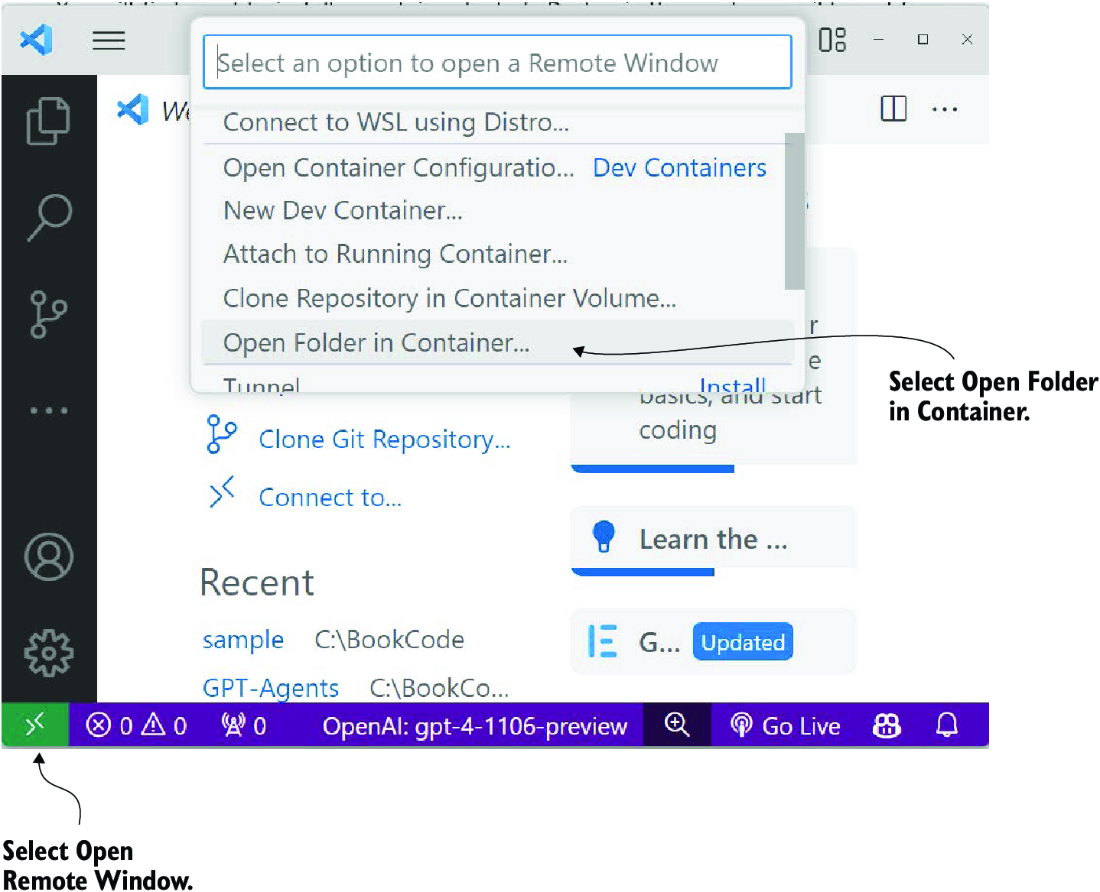 Select an option to open a Remote Window
We
Connect to WSL using Distro...
Open Container Configuratio... Dev Containers
New Dev Container...
Attach to Running Container...
Clone Repository in Container Volume...
Open Folder in Container...
Tunnel Install
r
e
basics, and start
coding
Select Open Folder
in Container.
Clone Git Repository...
Connect to...
Learn the ...
Recent
sample C:\BookCode
G... Updated
GPT-Agents C:\BookCo...
0 0 0 OpenAI: gpt-4-1106-preview Go Live
Select Open
Remote Window.